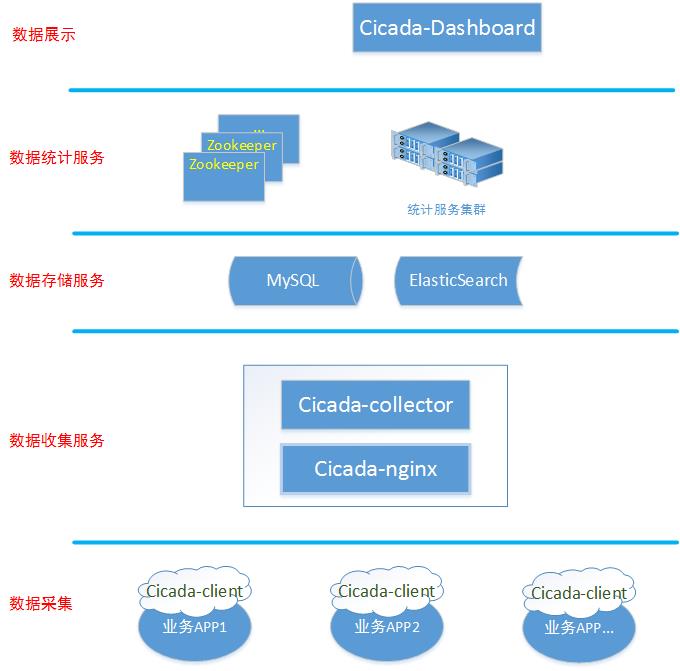 数据展示
Cicada-Dashboard
数据统计服务
...
Zookeeper
Zookeeper
统计服务集群
数据存储服务
MySQL
ElasticSearch
数据收集服务
Cicada-collector
Cicada-nginx
数据采集
Cicada-client
业务APP1
Cicada-client
业务APP2
Cicada-client
业务APP...